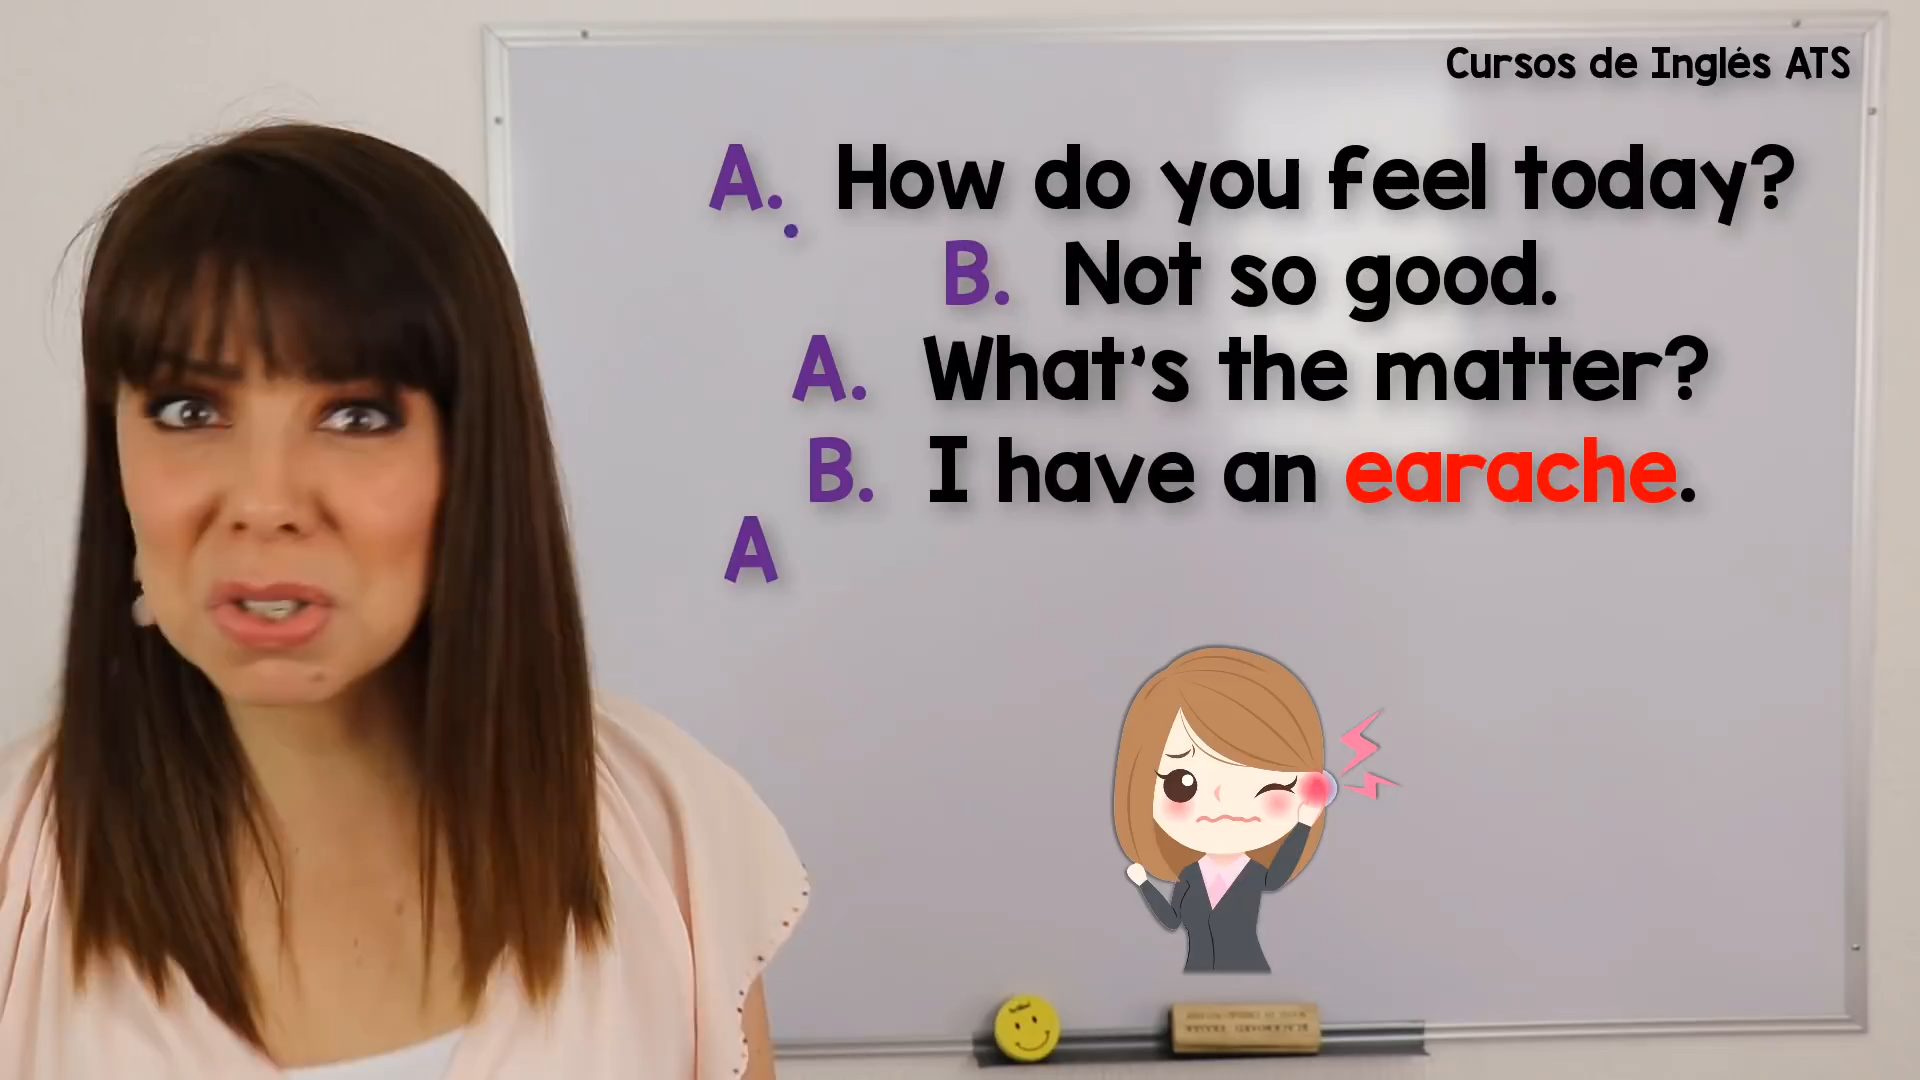 Cursos de Inglés ATS
A. How do you feel today?
B. Not so good.
A. What's the matter?
B. I have an earache.
A